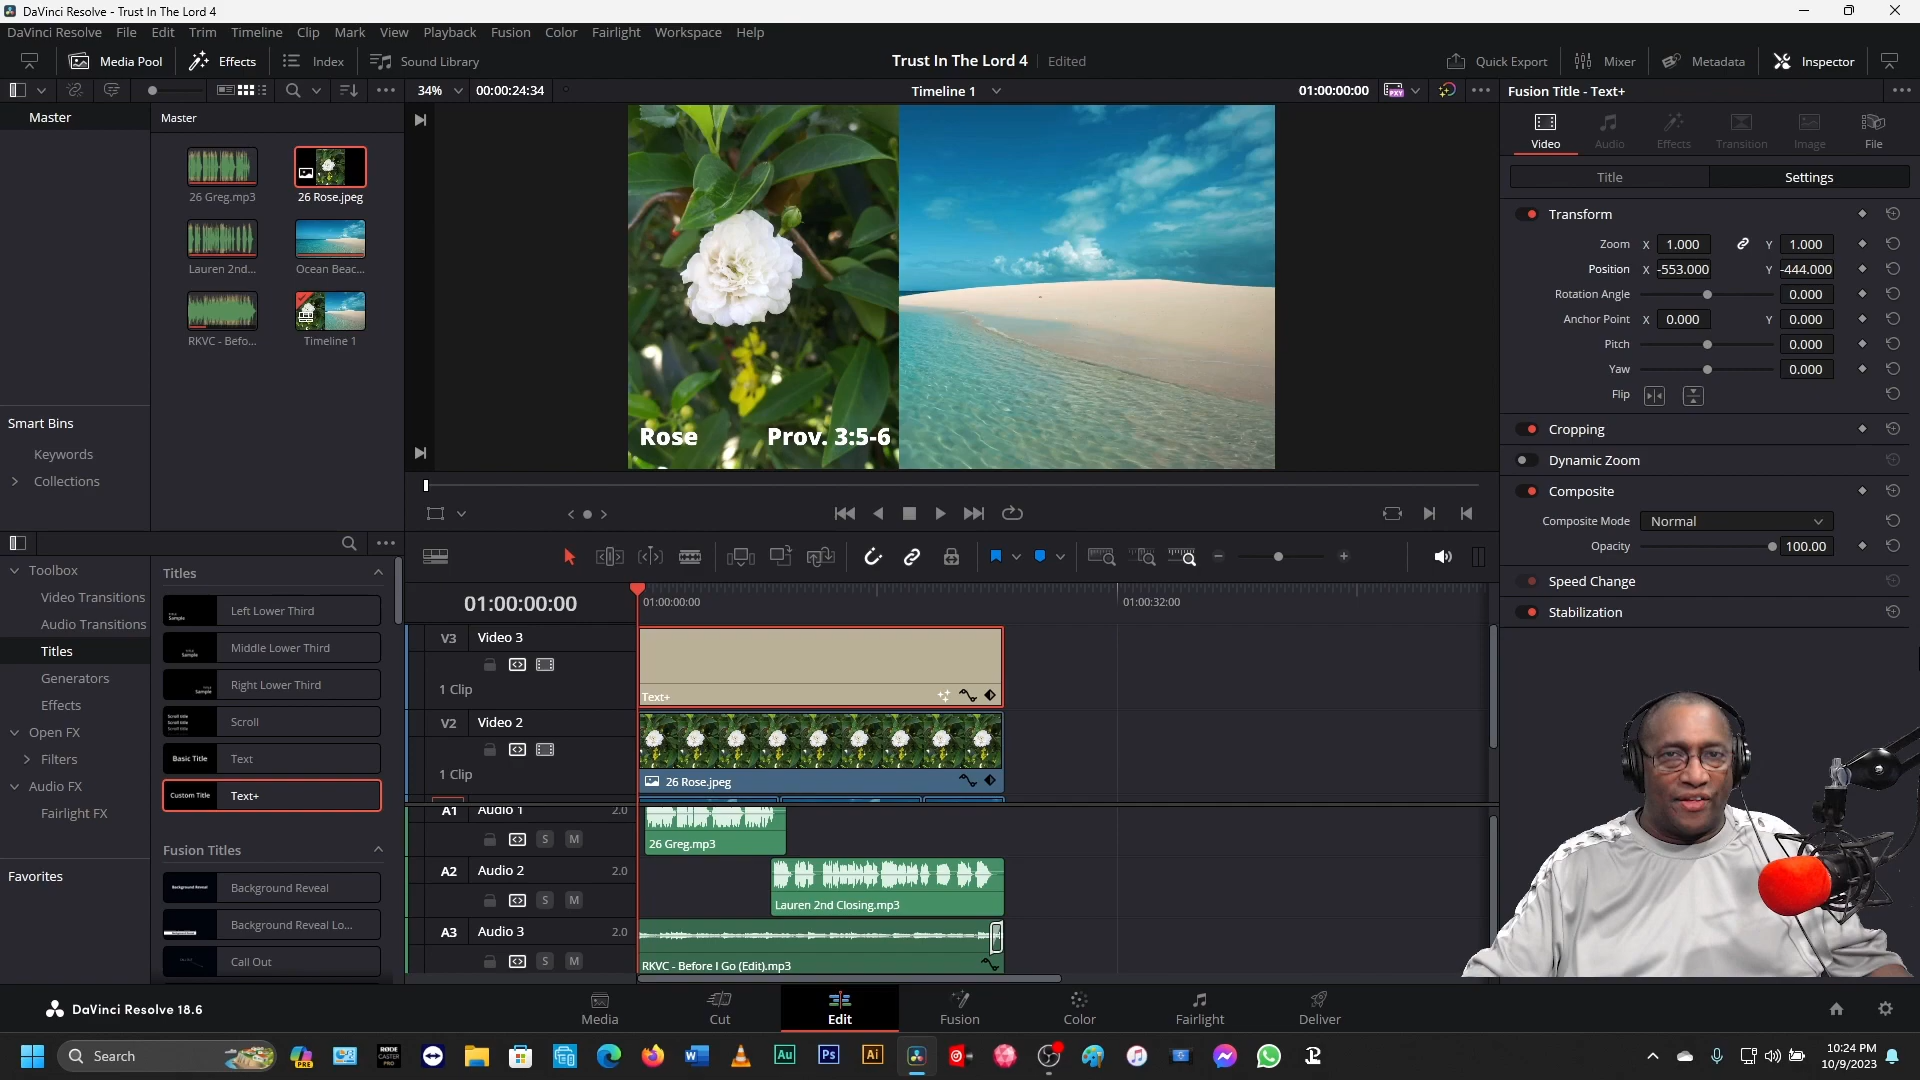 DaVinci Resolve - Trust In The Lord 4
DaVinci Resolve File Edit Trim Timeline Clip Mark View Playback Fusion Color Fairlight Workspace Help
Media Pool Effects Index Sound Library Trust In The Lord 4 Edited Quick Export Mixer Metadata Inspector
34% 00:00:24:34 Timeline 1 01:00:00:00 Fusion Title - Text+
Master Master
Video Audio Effects Transition Image File
26 Greg.mp3 26 Rose.jpeg
Title Settings
Lauren 2nd... Ocean Beac...
RKVC - Befo... Timeline 1
Transform
Zoom X 1.000 Y 1.000
Position X -553.000 Y -444.000
Rotation Angle 0.000
Anchor Point X 0.000 Y 0.000
Pitch 0.000
Yaw 0.000
Flip
Cropping
Dynamic Zoom
Composite
Composite Mode Normal
Opacity 100.00
Speed Change
Stabilization
Rose Prov. 3:5-6
Smart Bins
Keywords
Collections
Toolbox
Video Transitions
Audio Transitions
Titles
Generators
Effects
Open FX
Filters
Audio FX
Fairlight FX
Favorites
Titles
Left Lower Third
Middle Lower Third
Right Lower Third
Scroll
Basic Title Text
Custom Title Text+
Fusion Titles
Background Reveal Background Reveal
Background Reveal Lo...
Call Out
01:00:00:00 01:00:00:00 01:00:32:00
V3 Video 3
1 Clip
Text+
V2 Video 2
1 Clip
26 Rose.jpeg
A1 Audio 1 2.0
S M
26 Greg.mp3
A2 Audio 2 2.0
S M
Lauren 2nd Closing.mp3
A3 Audio 3 2.0
S M
RKVC - Before I Go (Edit).mp3
DaVinci Resolve 18.6
Media Cut Edit Fusion Color Fairlight Deliver
Search PRE RØDECASTER PRO Au Ps Ai
10:24 PM
10/9/2023